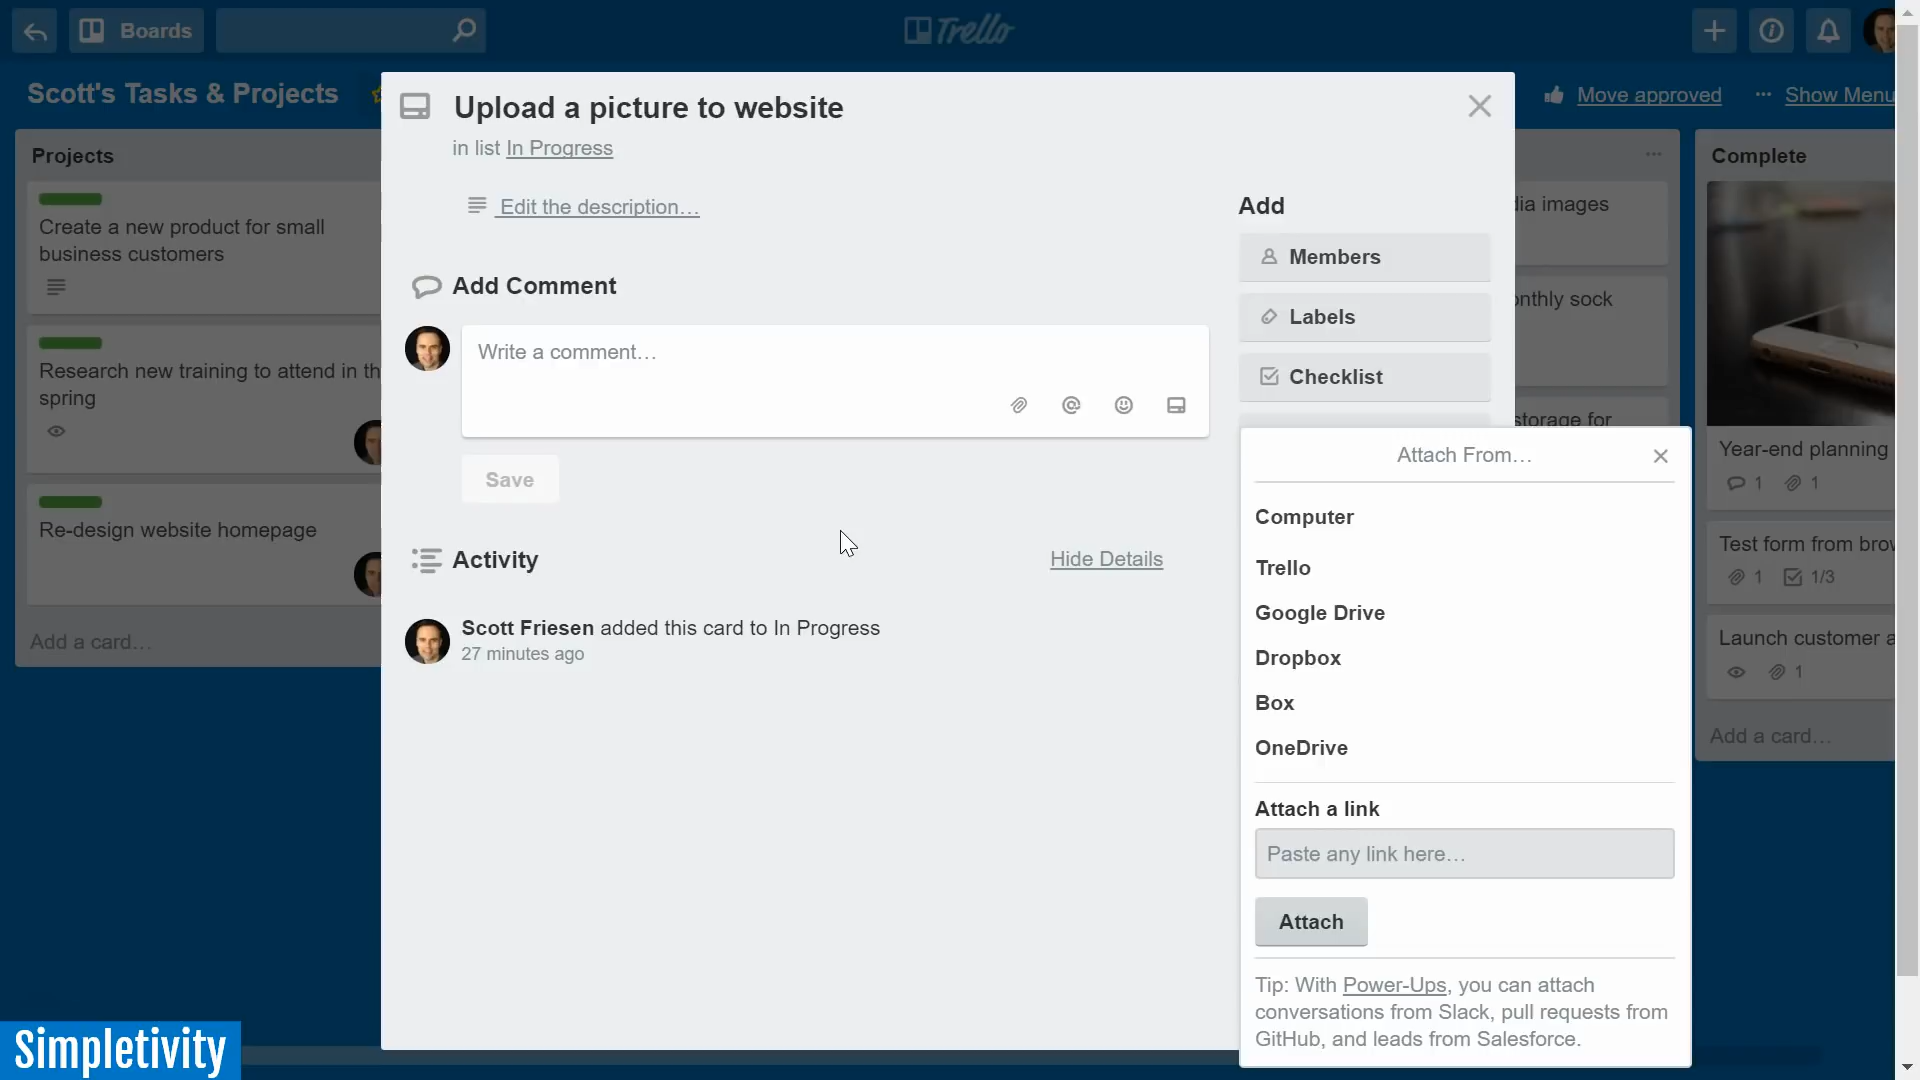 Boards
Trello
Scott's Tasks & Projects
Move approved
Show Menu
Projects
Create a new product for small
business customers
Research new training to attend in th
spring
Re-design website homepage
Add a card…
Upload a picture to website
in list In Progress
Edit the description…
Add Comment
Write a comment…
Save
Activity
Hide Details
Scott Friesen added this card to In Progress
27 minutes ago
Add
Members
Labels
Checklist
Attach From…
Computer
Trello
Google Drive
Dropbox
Box
OneDrive
Attach a link
Paste any link here…
Attach
Tip: With Power-Ups, you can attach
conversations from Slack, pull requests from
GitHub, and leads from Salesforce.
images
sock
storage for
Complete
Year-end planning
1 1
Test form from brow
1 1/3
Launch customer a
1
Add a card…
Simpletivity